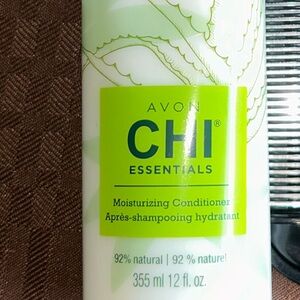 AVON
CHI®
ESSENTIALS
Moisturizing Conditioner
Après-shampooing hydratant
92% natural | 92 % naturel
355 ml 12 fl. oz.